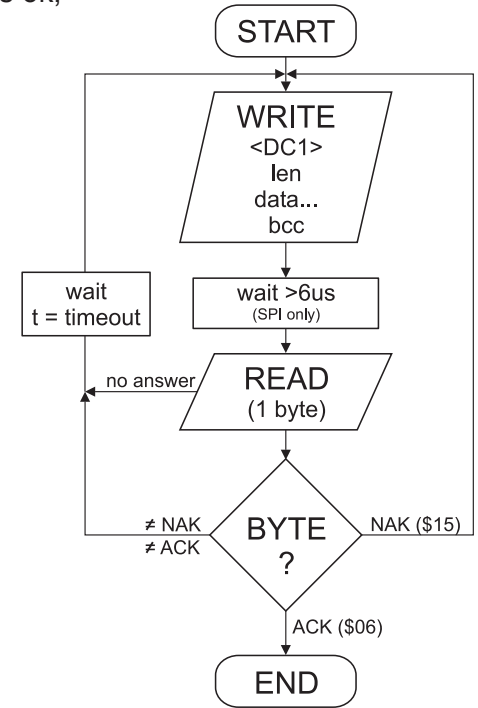 START
WRITE
<DC1>
len
data...
bcc
wait
t = timeout
wait >6us
(SPI only)
no answer
READ
(1 byte)
≠ NAK
≠ ACK
BYTE
?
NAK ($15)
ACK ($06)
END